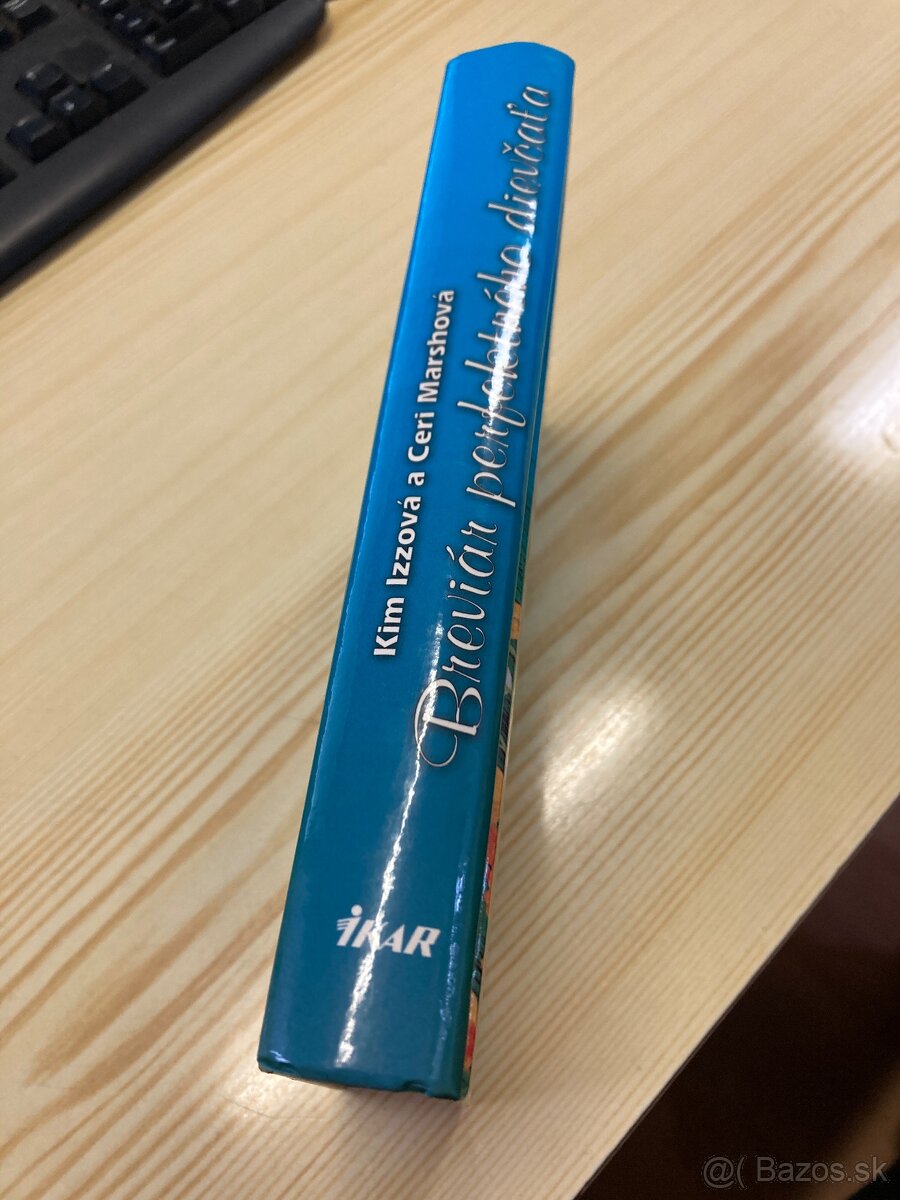 Kim Izzová a Ceri Marshová
Breviár perfektného dievčaťa
iKAR
@( Bazos.sk